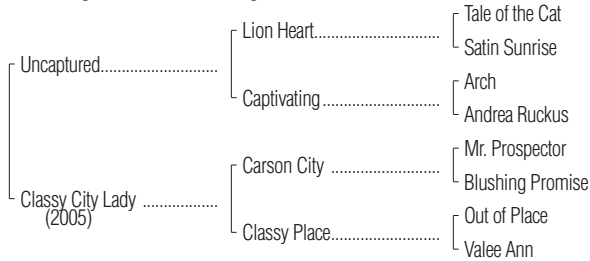 Tale of the Cat
Lion Heart....................................
Satin Sunrise
Uncaptured..............................
Arch
Captivating...................................
Andrea Ruckus
Mr. Prospector
Carson City ................................
Blushing Promise
Classy City Lady ...................
(2005)
Out of Place
Classy Place................................
Valee Ann